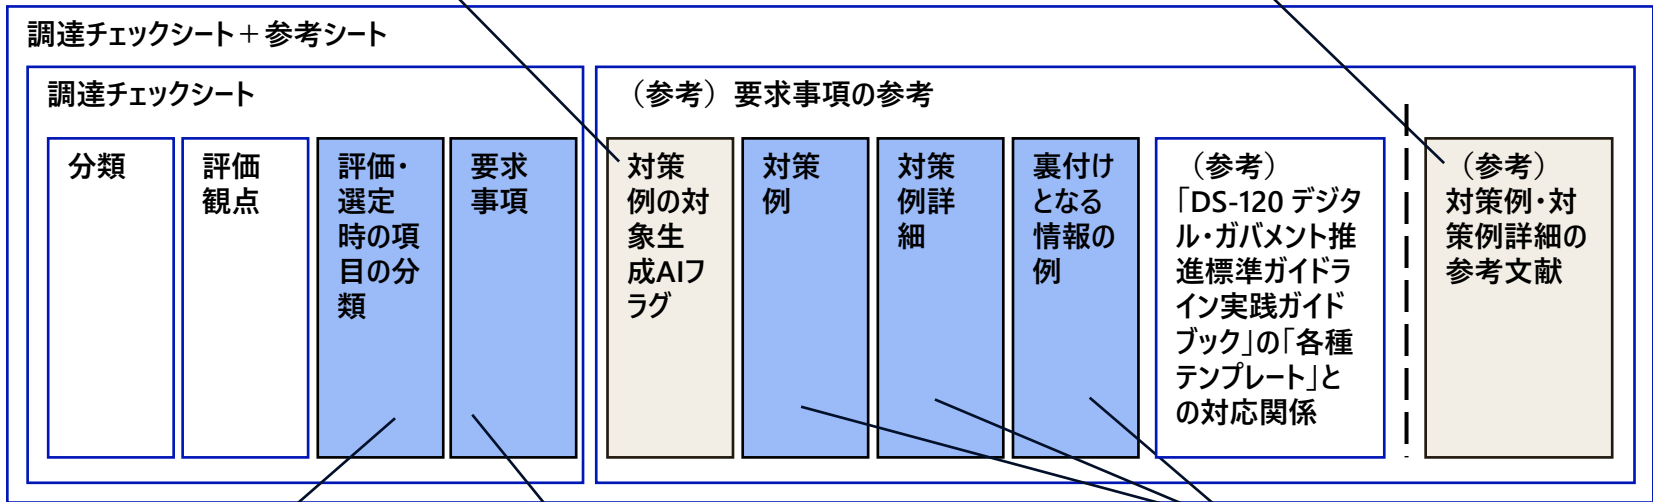 調達チェックシート＋参考シート
調達チェックシート
分類
評価
観点
評価・
選定
時の項
目の分
類
要求
事項
（参考）要求事項の参考
対策
例の対
象生
成AIフ
ラグ
対策
例
対策
例詳
細
裏付け
となる
情報の
例
（参考）
「DS-120 デジタ
ル・ガバメント推
進標準ガイドラ
イン実践ガイド
ブック」の「各種
テンプレート」と
の対応関係
（参考）
対策例・対
策例詳細の
参考文献